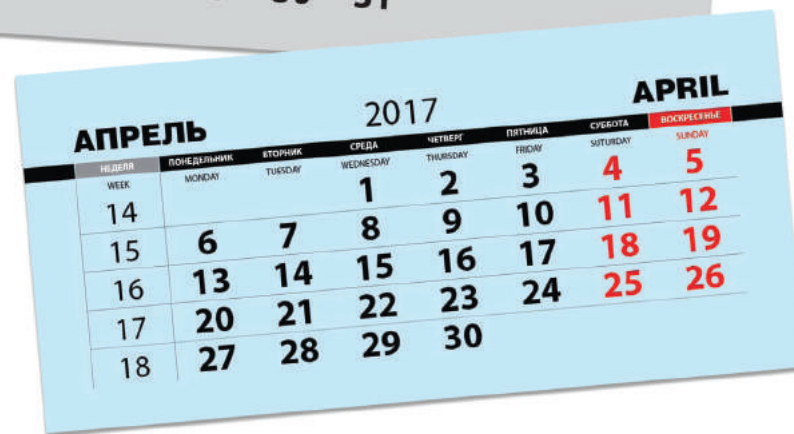 31
АПРЕЛЬ 2017 APRIL
НЕДЕЛЯ ПОНЕДЕЛЬНИК ВТОРНИК СРЕДА ЧЕТВЕРГ ПЯТНИЦА СУББОТА ВОСКРЕСЕНЬЕ
WEEK MONDAY TUESDAY WEDNESDAY THURSDAY FRIDAY SUTURDAY SUNDAY
14 1 2 3 4 5
15 6 7 8 9 10 11 12
16 13 14 15 16 17 18 19
17 20 21 22 23 24 25 26
18 27 28 29 30